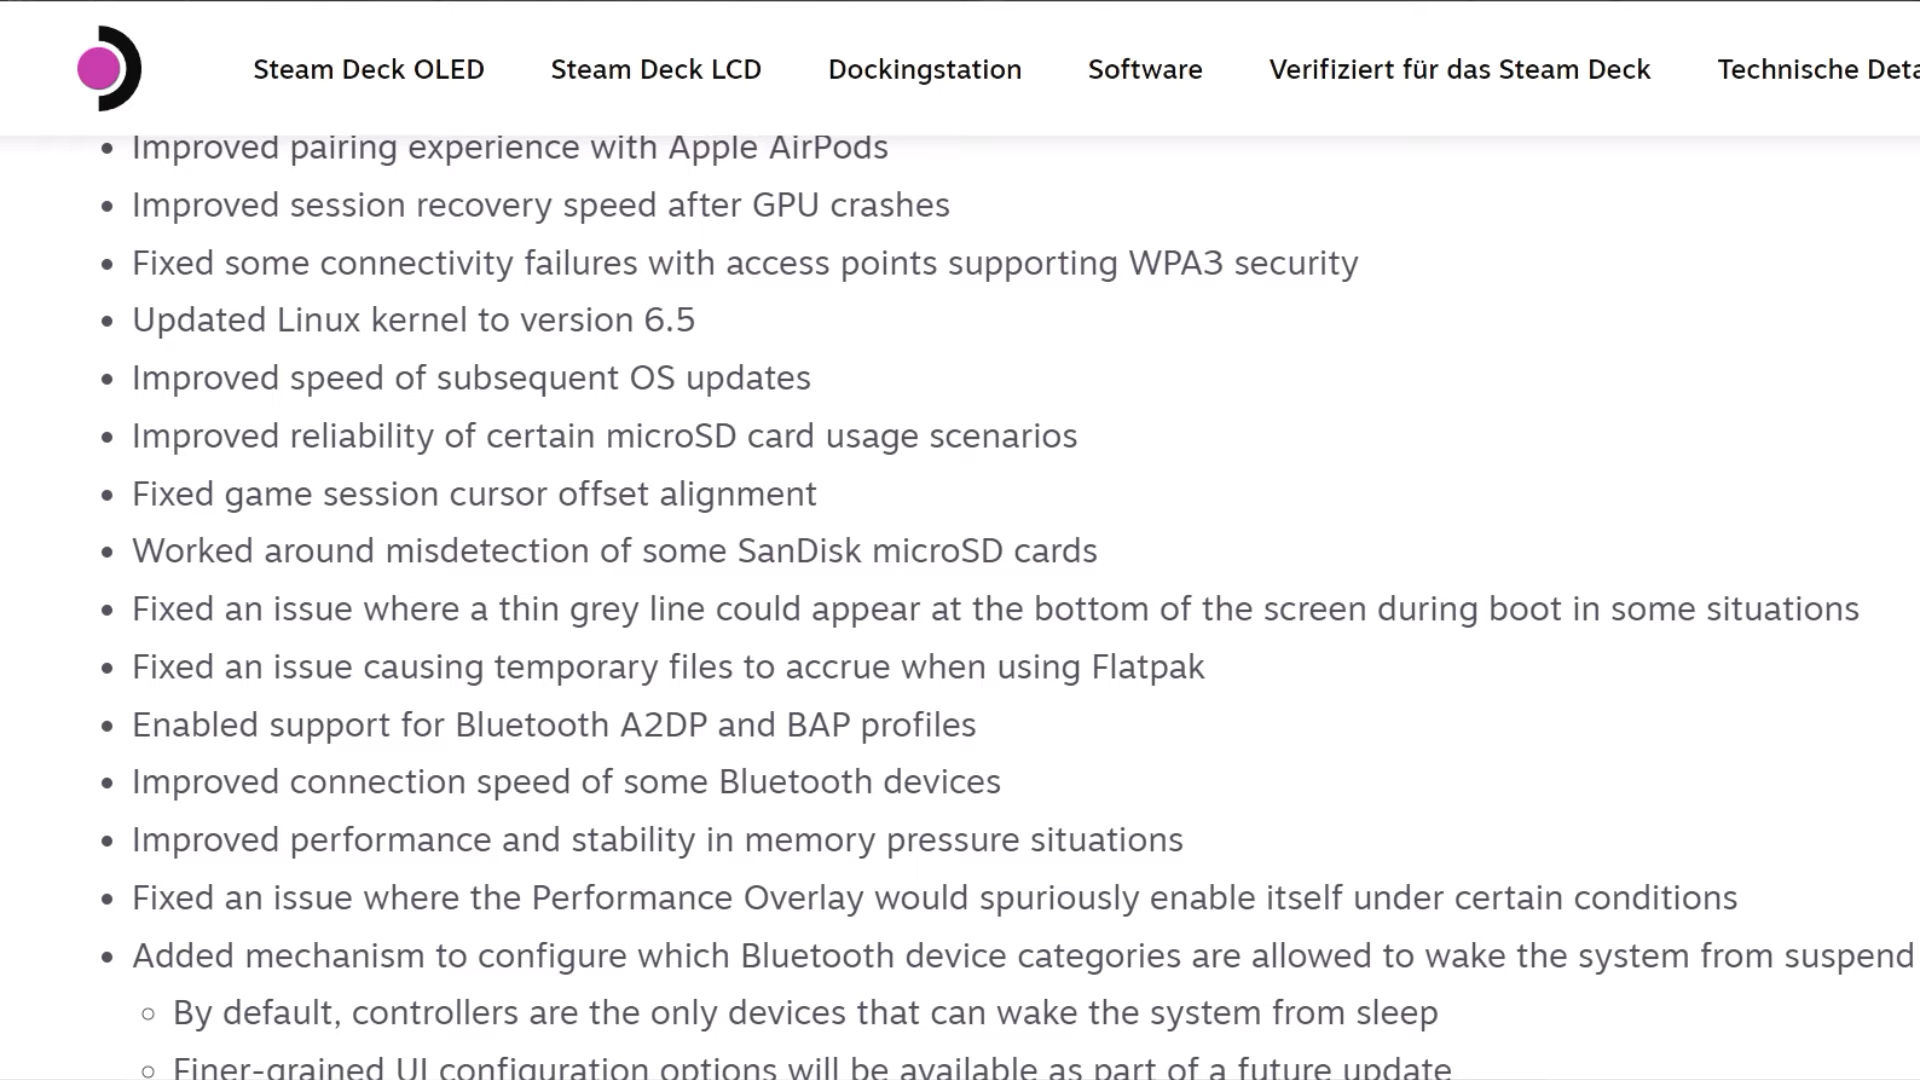 Steam Deck OLED Steam Deck LCD Dockingstation Software Verifiziert für das Steam Deck Technische Deta
• Improved pairing experience with Apple AirPods
• Improved session recovery speed after GPU crashes
• Fixed some connectivity failures with access points supporting WPA3 security
• Updated Linux kernel to version 6.5
• Improved speed of subsequent OS updates
• Improved reliability of certain microSD card usage scenarios
• Fixed game session cursor offset alignment
• Worked around misdetection of some SanDisk microSD cards
• Fixed an issue where a thin grey line could appear at the bottom of the screen during boot in some situations
• Fixed an issue causing temporary files to accrue when using Flatpak
• Enabled support for Bluetooth A2DP and BAP profiles
• Improved connection speed of some Bluetooth devices
• Improved performance and stability in memory pressure situations
• Fixed an issue where the Performance Overlay would spuriously enable itself under certain conditions
• Added mechanism to configure which Bluetooth device categories are allowed to wake the system from suspend
◦ By default, controllers are the only devices that can wake the system from sleep
◦ Finer-grained UI configuration options will be available as part of a future update